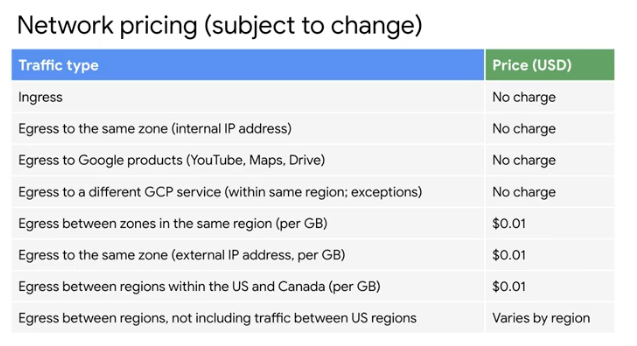 Network pricing (subject to change)
Traffic type Price (USD)
Ingress No charge
Egress to the same zone (internal IP address) No charge
Egress to Google products (YouTube, Maps, Drive) No charge
Egress to a different GCP service (within same region; exceptions) No charge
Egress between zones in the same region (per GB) $0.01
Egress to the same zone (external IP address, per GB) $0.01
Egress between regions within the US and Canada (per GB) $0.01
Egress between regions, not including traffic between US regions Varies by region